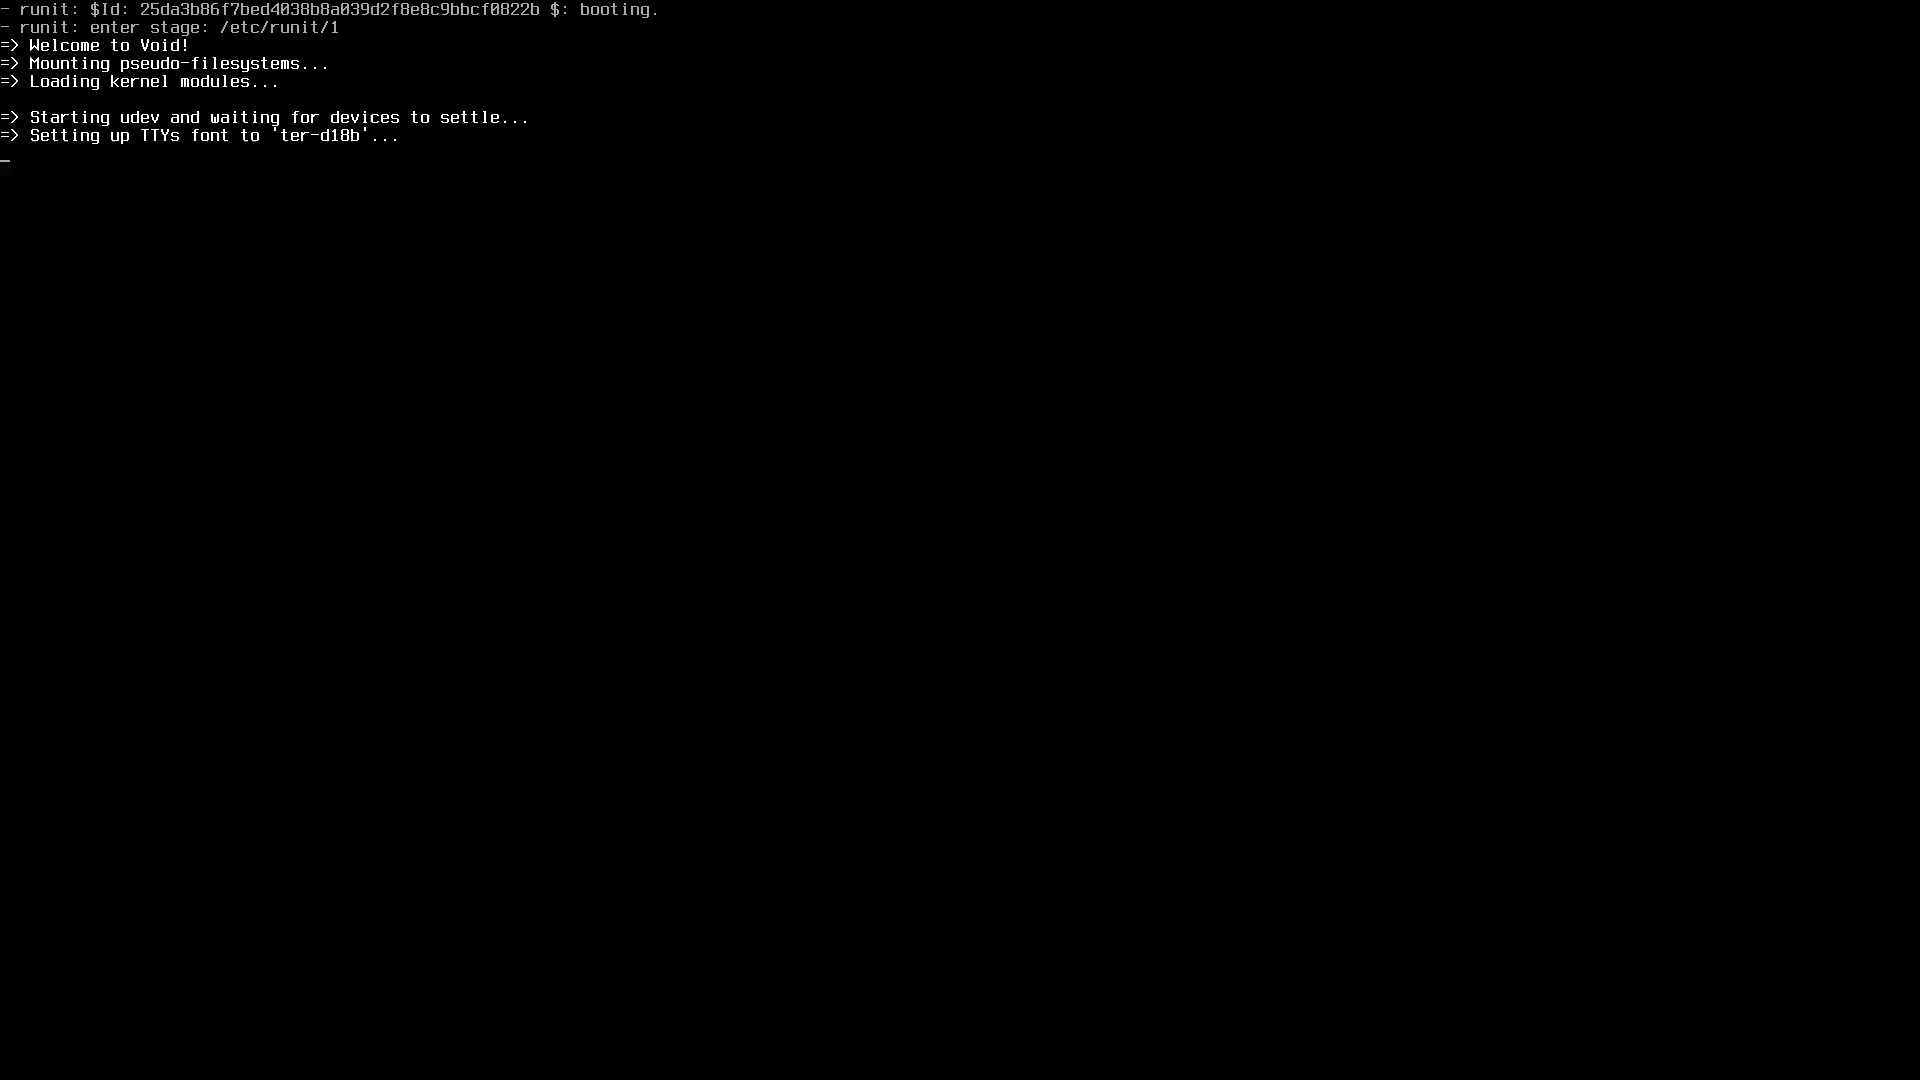 - runit: $Id: 25da3b86f7bed4038b8a039d2f8e8c9bbcf0822b $: booting.
- runit: enter stage: /etc/runit/1
=> Welcome to Void!
=> Mounting pseudo-filesystems...
=> Loading kernel modules...
=> Starting udev and waiting for devices to settle...
=> Setting up TTYs font to 'ter-d18b'...